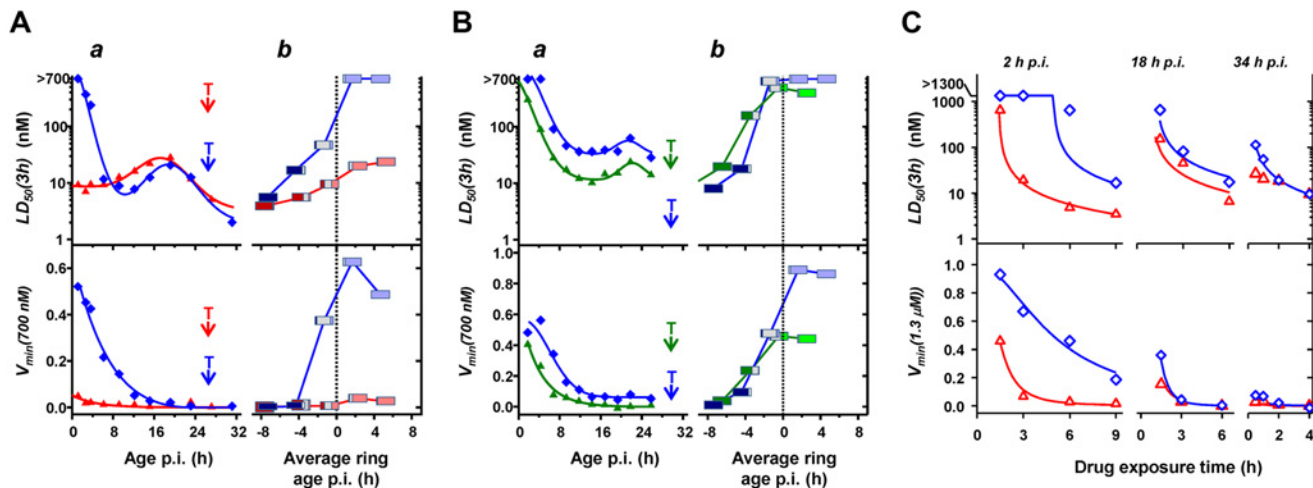 A
a
b
>700
100
10
1
LD50(3h) (nM)
T
T
0.6
0.4
0.2
0.0
Vmin(700 nM)
T
T
0 8 16 24 32
-8 -4 0 4 8
Age p.i. (h)
Average ring
age p.i. (h)
B
a
b
>700
100
10
1
LD50(3h) (nM)
T
T
1.0
0.8
0.6
0.4
0.2
0.0
Vmin(700 nM)
T
T
0 8 16 24 32
-8 -4 0 4 8
Age p.i. (h)
Average ring
age p.i. (h)
C
2 h p.i. 18 h p.i. 34 h p.i.
>1300
1000
100
10
1
LD50(3h) (nM)
1.0
0.8
0.6
0.4
0.2
0.0
Vmin(1.3 µM))
0 3 6 9 0 3 6 0 2 4
Drug exposure time (h)